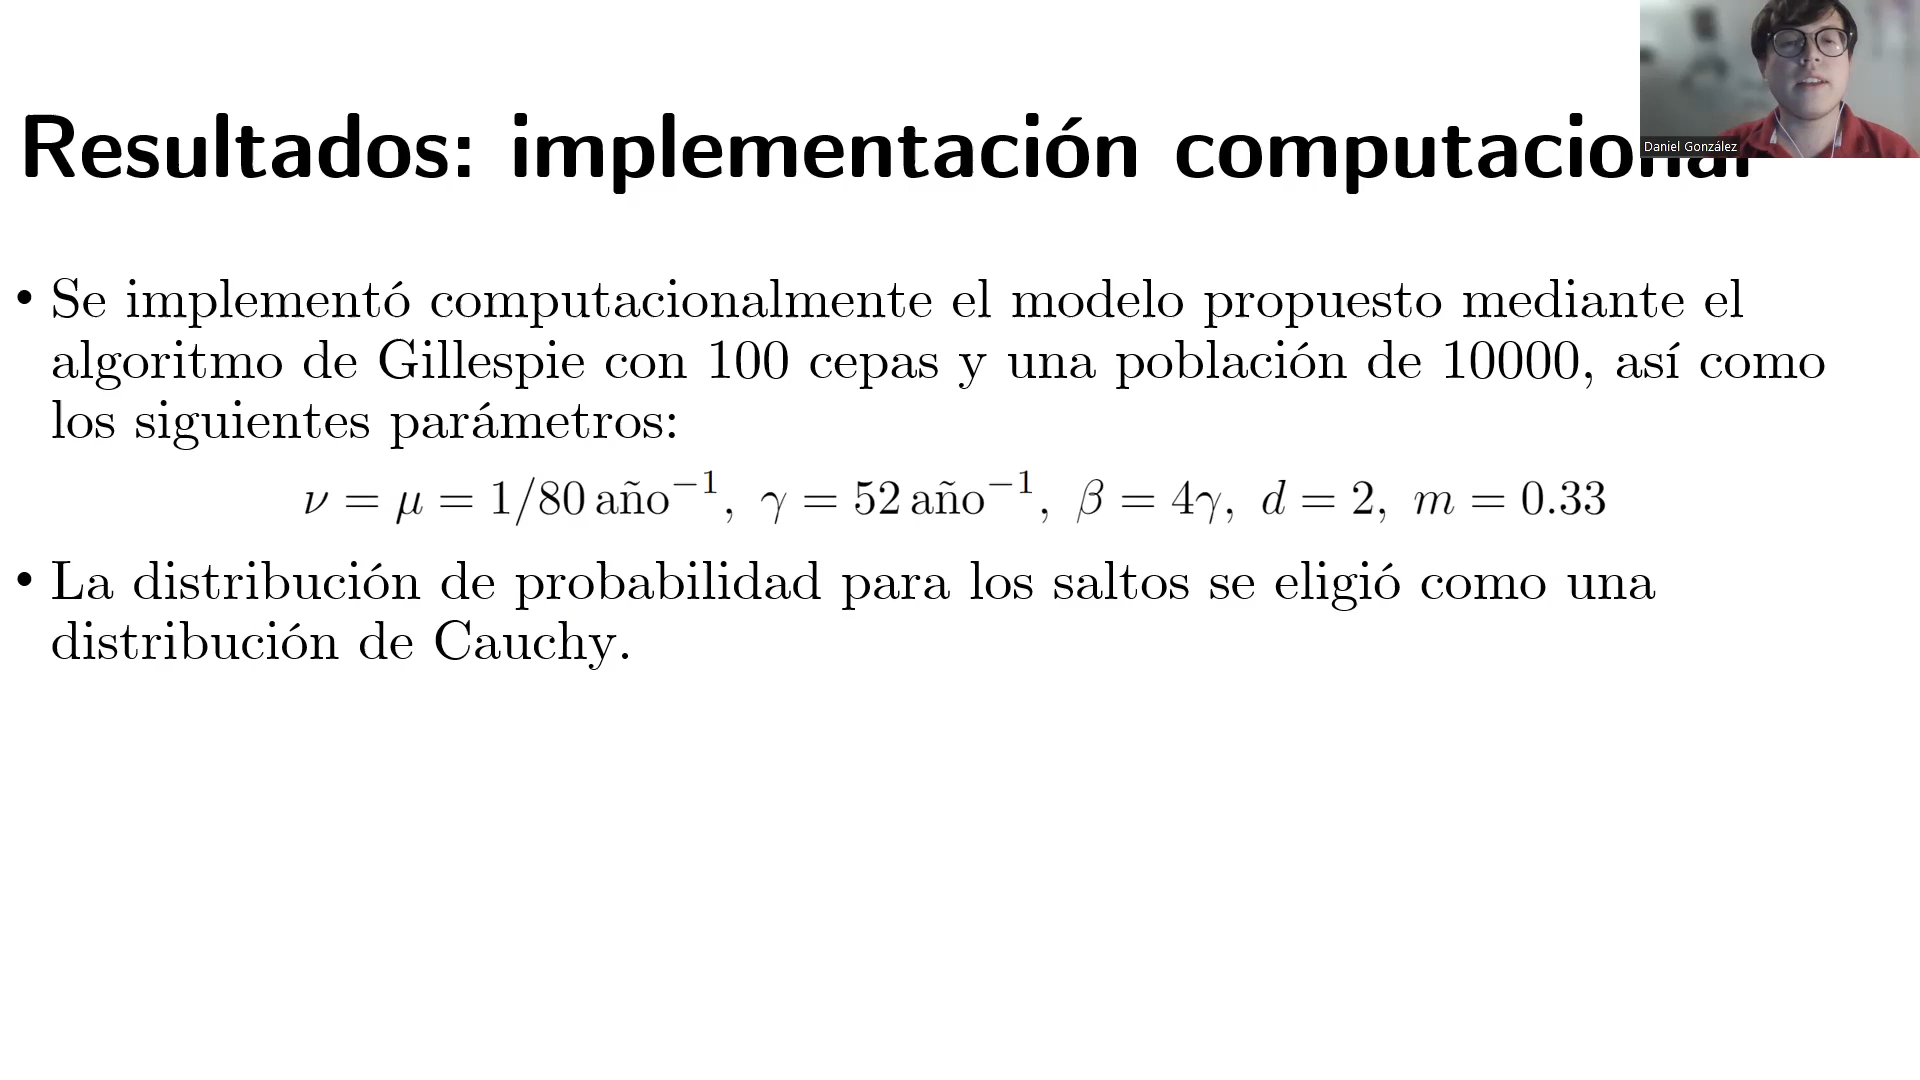 Resultados: implementación computacional
Daniel González
• Se implementó computacionalmente el modelo propuesto mediante el
algoritmo de Gillespie con 100 cepas y una población de 10000, así como
los siguientes parámetros:
ν = μ = 1/80 año⁻¹, γ = 52 año⁻¹, β = 4γ, d = 2, m = 0.33
• La distribución de probabilidad para los saltos se eligió como una
distribución de Cauchy.